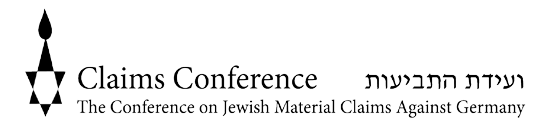 Claims Conference ועידת התביעות
The Conference on Jewish Material Claims Against Germany